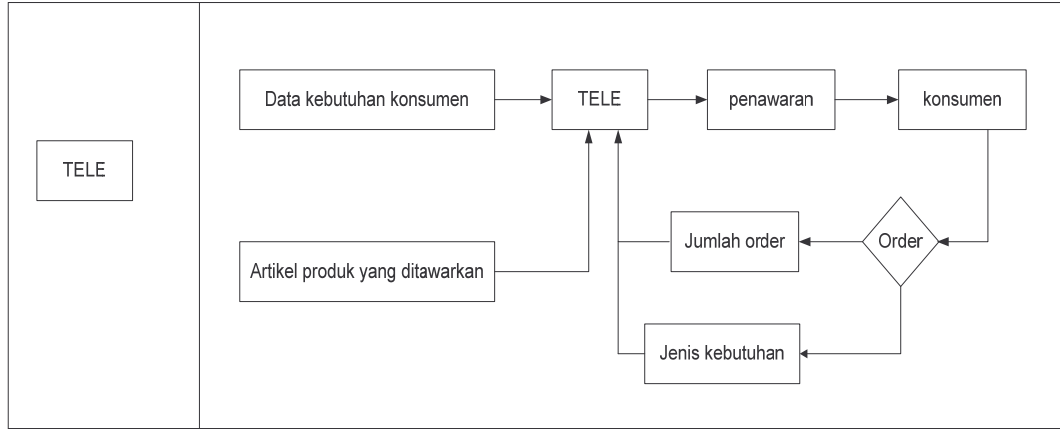 TELE
Data kebutuhan konsumen
TELE
penawaran
konsumen
Artikel produk yang ditawarkan
Jumlah order
Order
Jenis kebutuhan